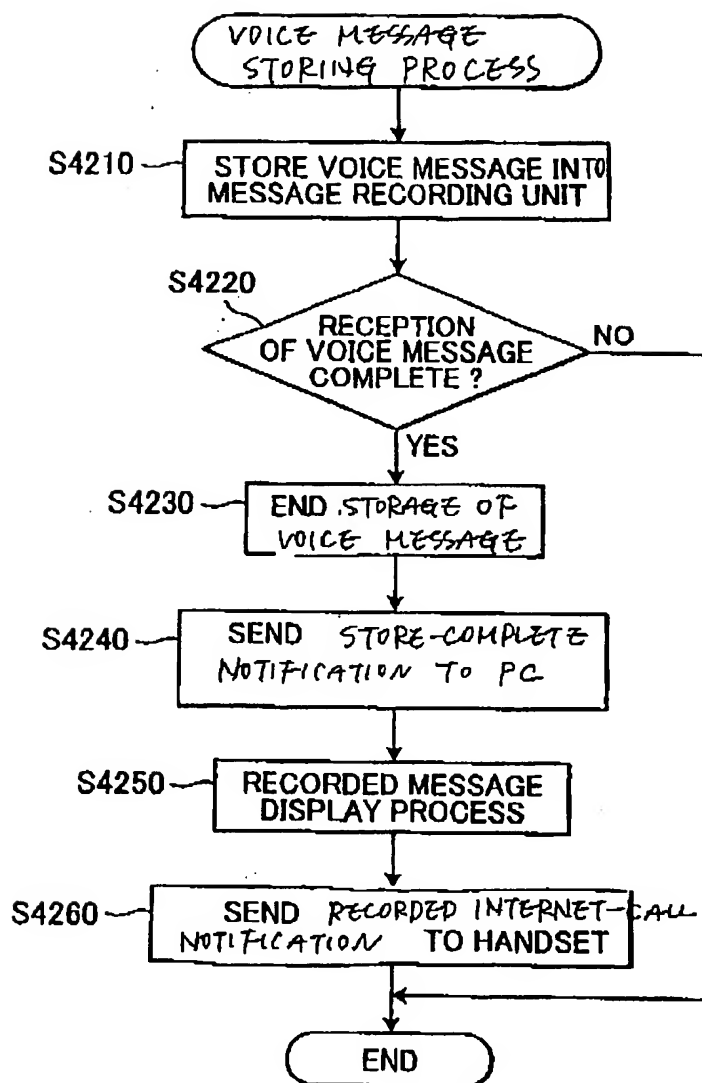 VOICE MESSAGE
STORING PROCESS
S4210
STORE VOICE MESSAGE INTO
MESSAGE RECORDING UNIT
S4220
RECEPTION
OF VOICE MESSAGE
COMPLETE ?
NO
YES
S4230
END STORAGE OF
VOICE MESSAGE
S4240
SEND STORE-COMPLETE
NOTIFICATION TO PC
S4250
RECORDED MESSAGE
DISPLAY PROCESS
S4260
SEND RECORDED INTERNET-CALL
NOTIFICATION TO HANDSET
END